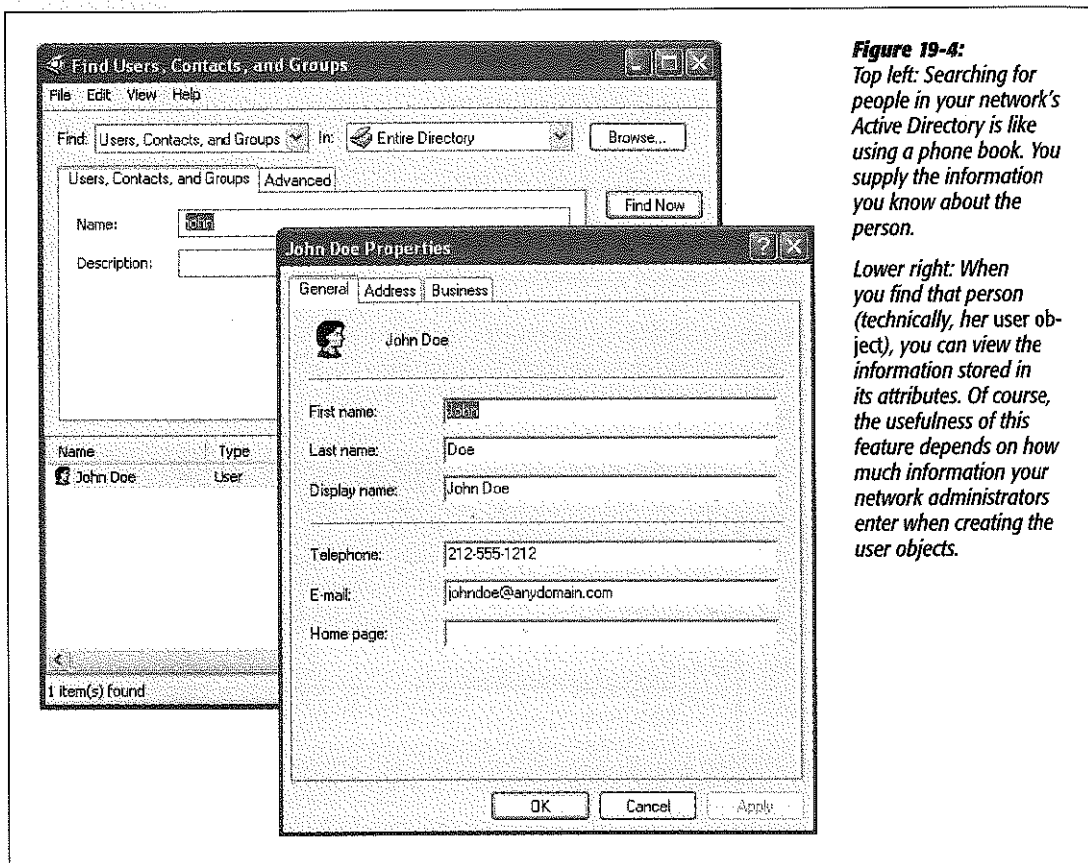 Find Users, Contacts, and Groups
File Edit View Help
Find: Users, Contacts, and Groups In: Entire Directory Browse...
Users, Contacts, and Groups Advanced
Find Now
Name: john
Description:
Name Type
John Doe User
1 item(s) found
John Doe Properties
General Address Business
John Doe
First name: John
Last name: Doe
Display name: John Doe
Telephone: 212-555-1212
E-mail: johndoe@anydomain.com
Home page:
OK Cancel Apply
Figure 19-4:
Top left: Searching for
people in your network's
Active Directory is like
using a phone book. You
supply the information
you know about the
person.
Lower right: When
you find that person
(technically, her user ob-
ject), you can view the
information stored in
its attributes. Of course,
the usefulness of this
feature depends on how
much information your
network administrators
enter when creating the
user objects.